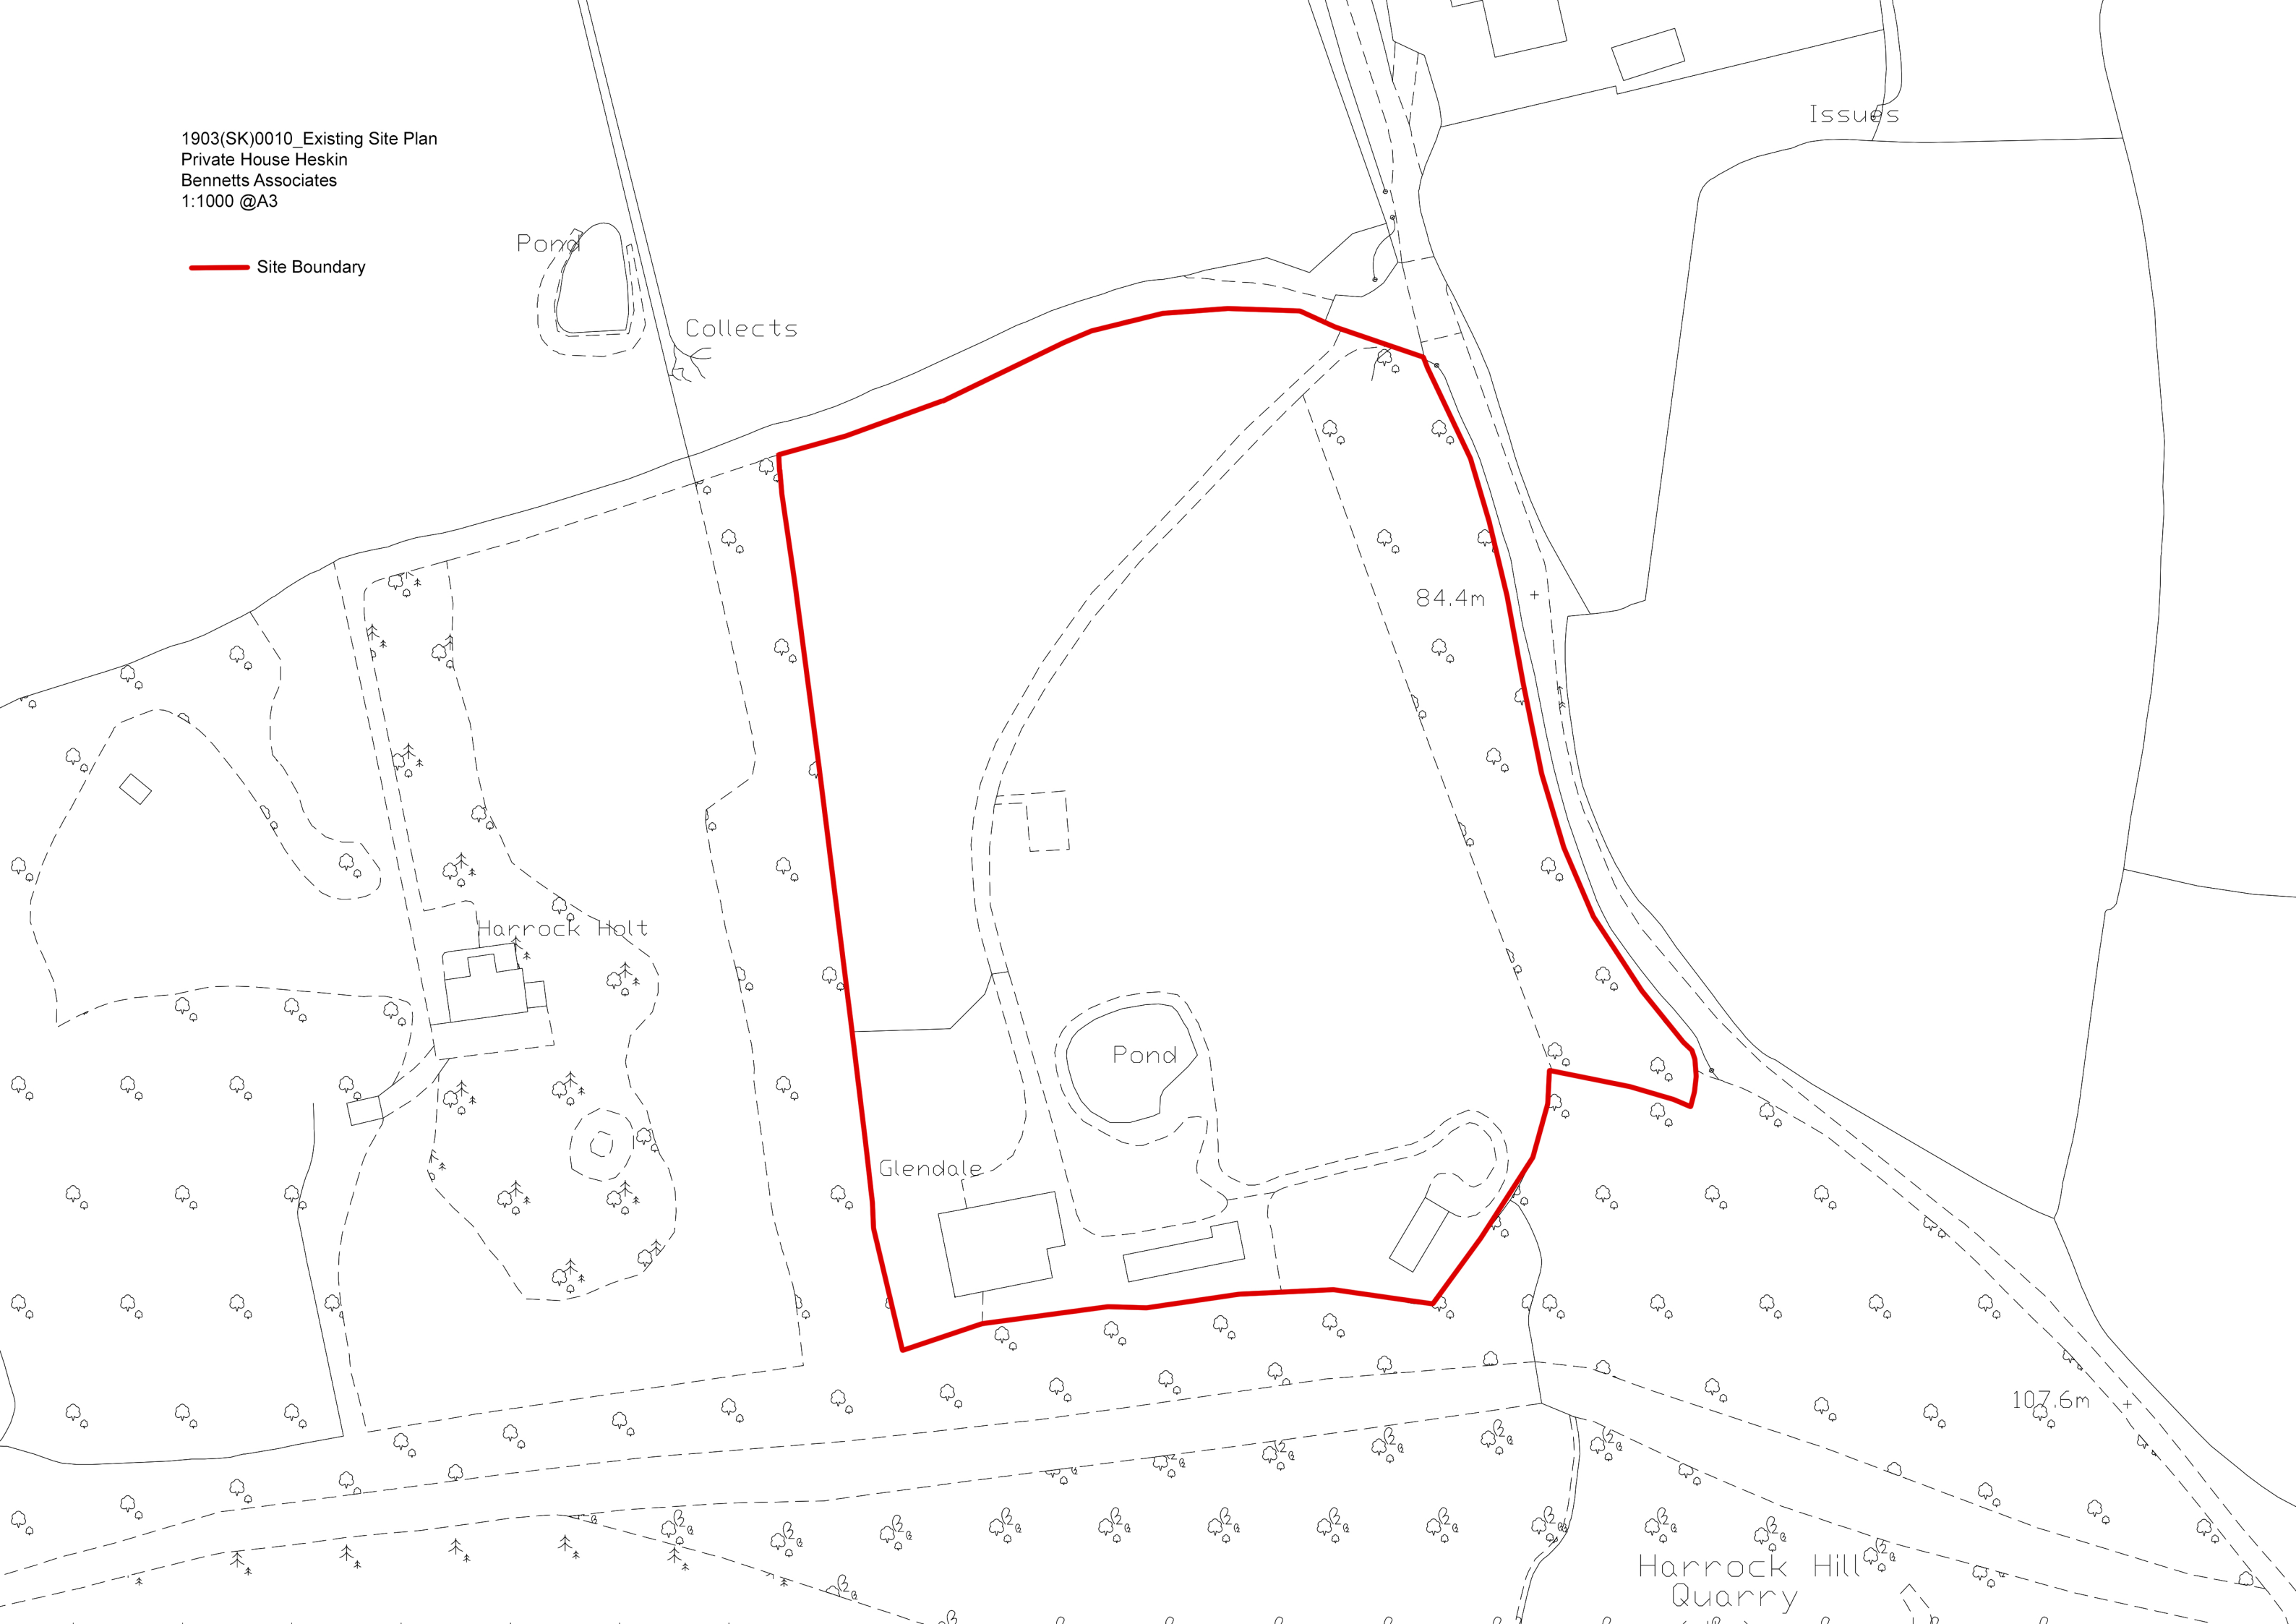 1903(SK)0010_Existing Site Plan
Private House Heskin
Bennetts Associates
1:1000 @A3
Site Boundary
Issues
Pond
Collects
84.4m
Harrock Holt
Pond
Glendale
107.6m
Harrock Hill
Quarry